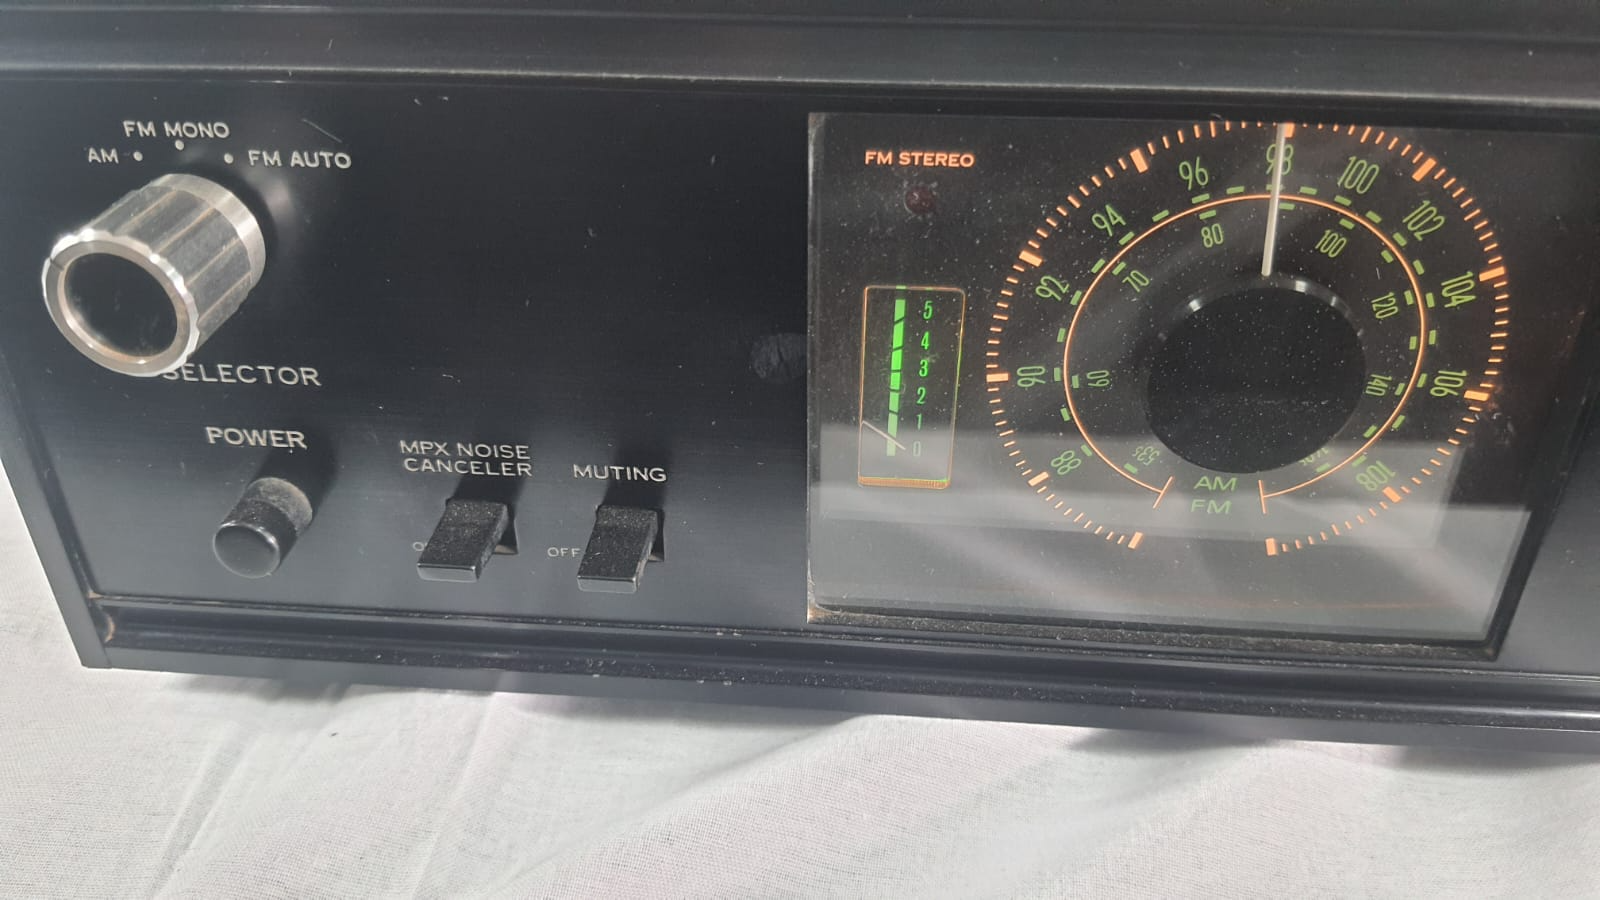 FM MONO
AM
FM AUTO
SELECTOR
POWER
MPX NOISE
CANCELER
MUTING
OFF
FM STEREO
5
4
3
2
1
0
88
90
92
94
96
98
100
102
104
106
108
535
60
70
80
100
120
140
AM
FM